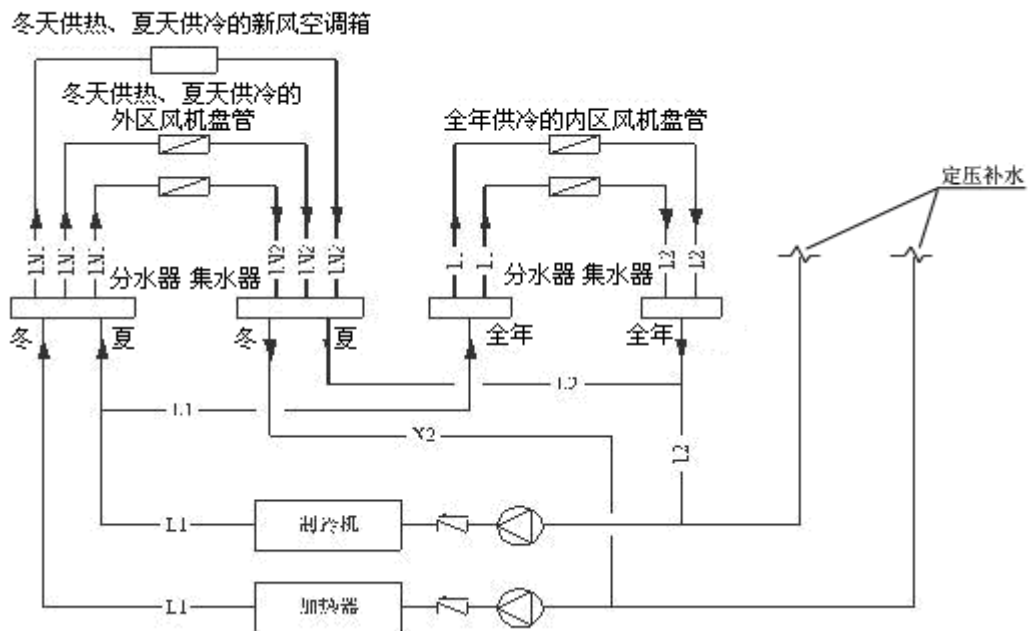 冬天供热、夏天供冷的新风空调箱
冬天供热、夏天供冷的
外区风机盘管
全年供冷的内区风机盘管
定压补水
LN1 LN1 LN1
LN2 LN2 LN2
L2 L2
分水器 集水器
分水器 集水器
冬 夏
冬 夏
全年
全年
L2
L1
L2
L1
制冷机
L1
加热器